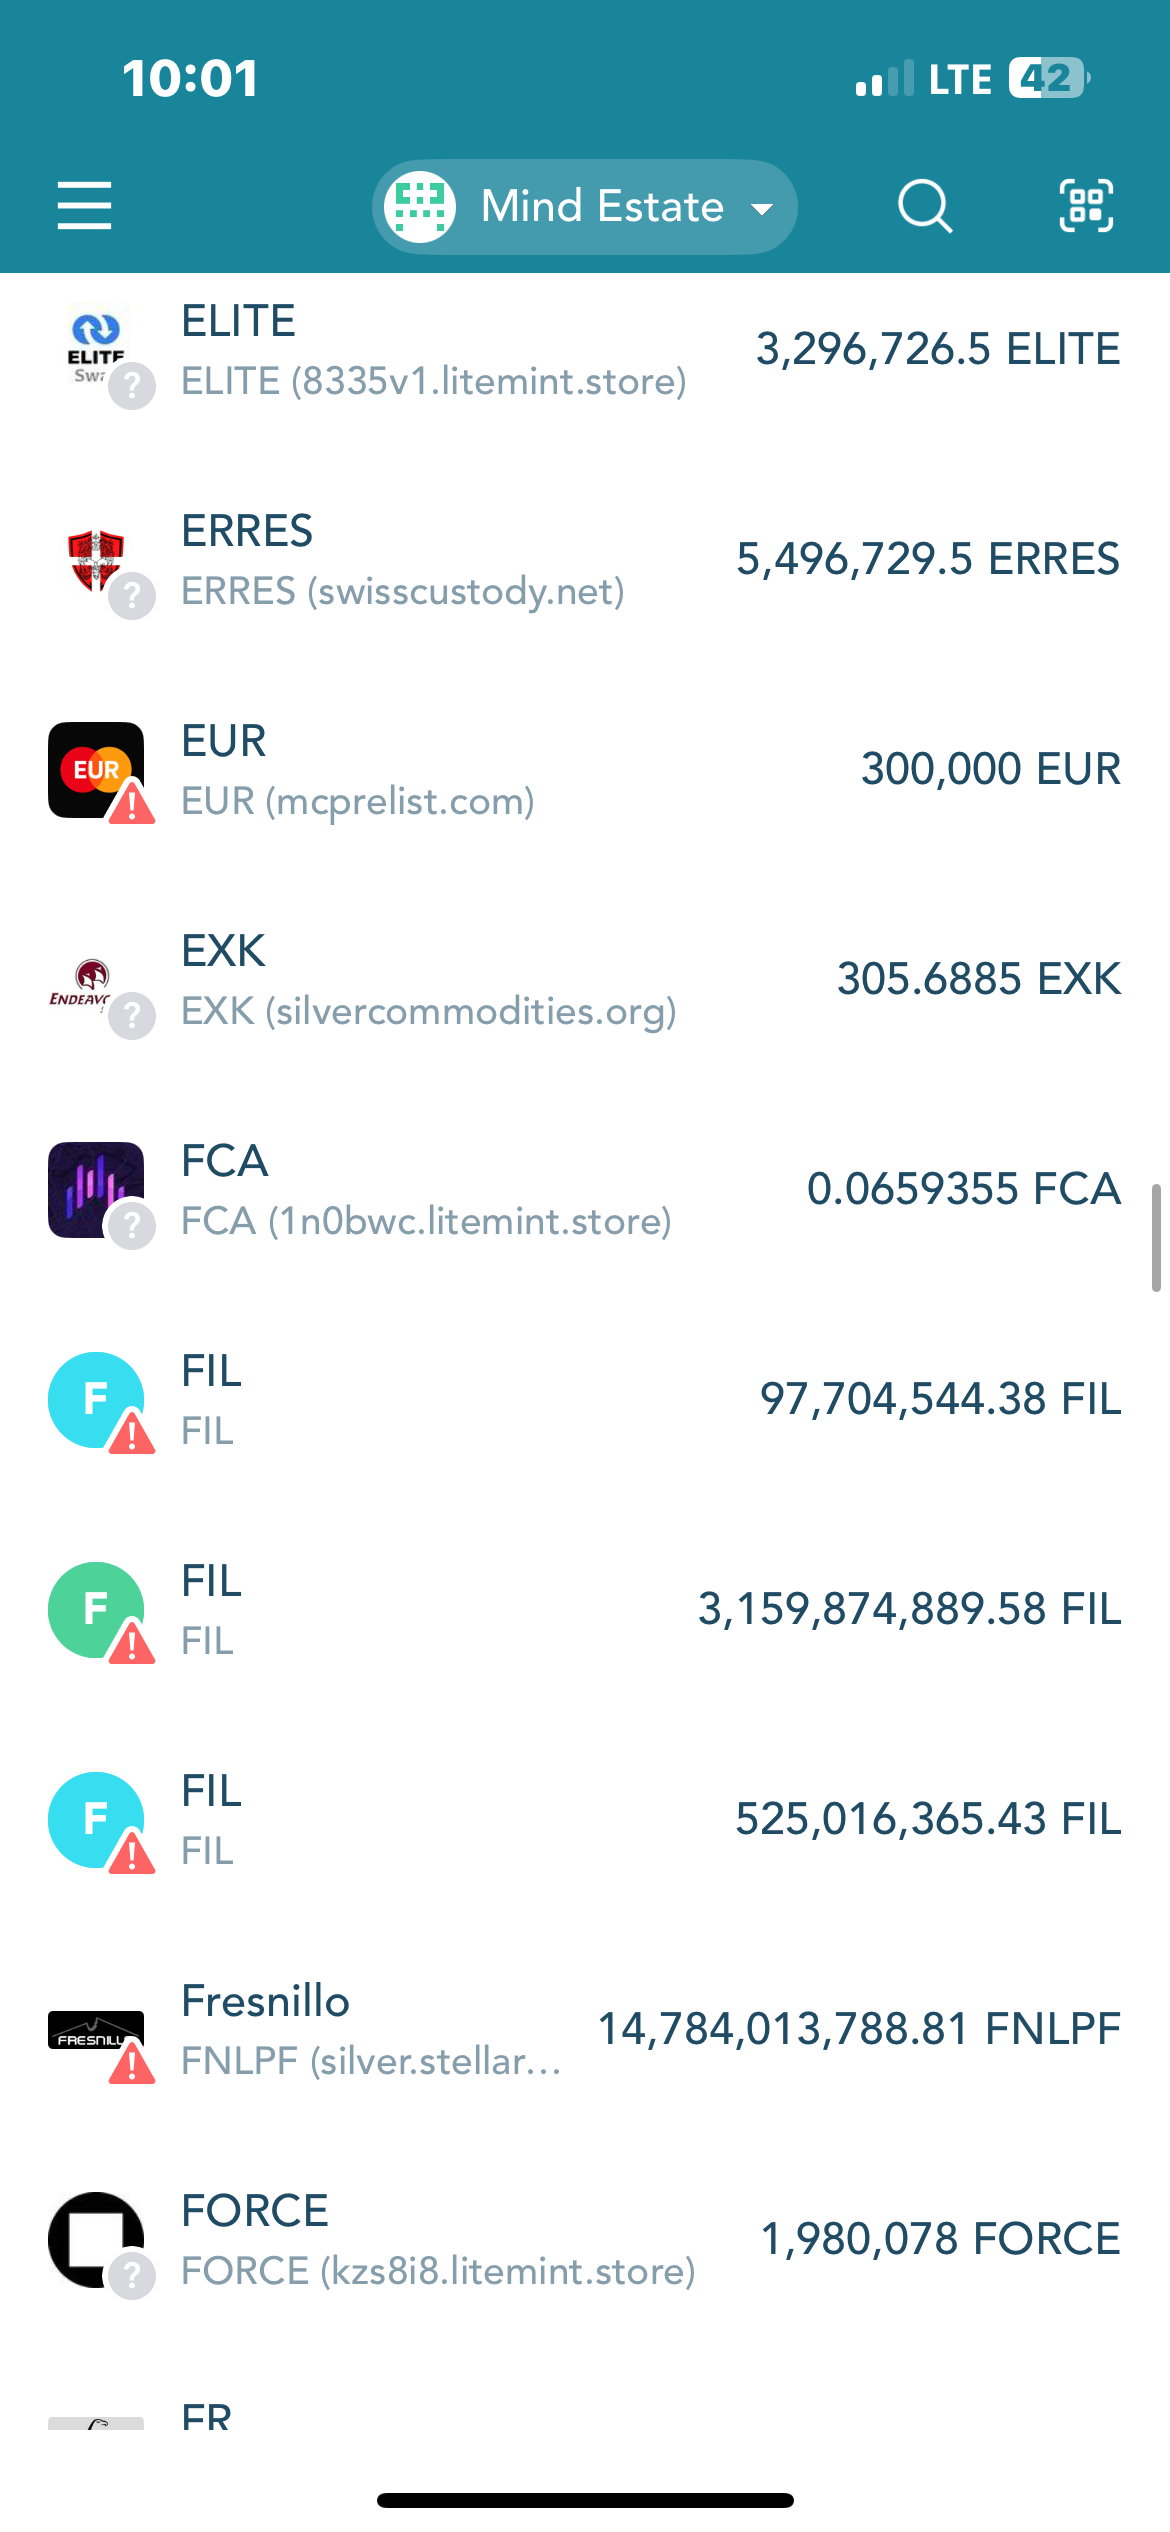 10:01
LTE 42
Mind Estate
ELITE
Swa
ELITE
ELITE (8335v1.litemint.store)
3,296,726.5 ELITE
ERRES
ERRES (swisscustody.net)
5,496,729.5 ERRES
EUR
EUR
EUR (mcprelist.com)
300,000 EUR
EXK
EXK (silvercommodities.org)
305.6885 EXK
FCA
FCA (1n0bwc.litemint.store)
0.0659355 FCA
F
FIL
FIL
97,704,544.38 FIL
F
FIL
FIL
3,159,874,889.58 FIL
F
FIL
FIL
525,016,365.43 FIL
Fresnillo
FNLPF (silver.stellar...
14,784,013,788.81 FNLPF
FORCE
FORCE (kzs8i8.litemint.store)
1,980,078 FORCE
FR